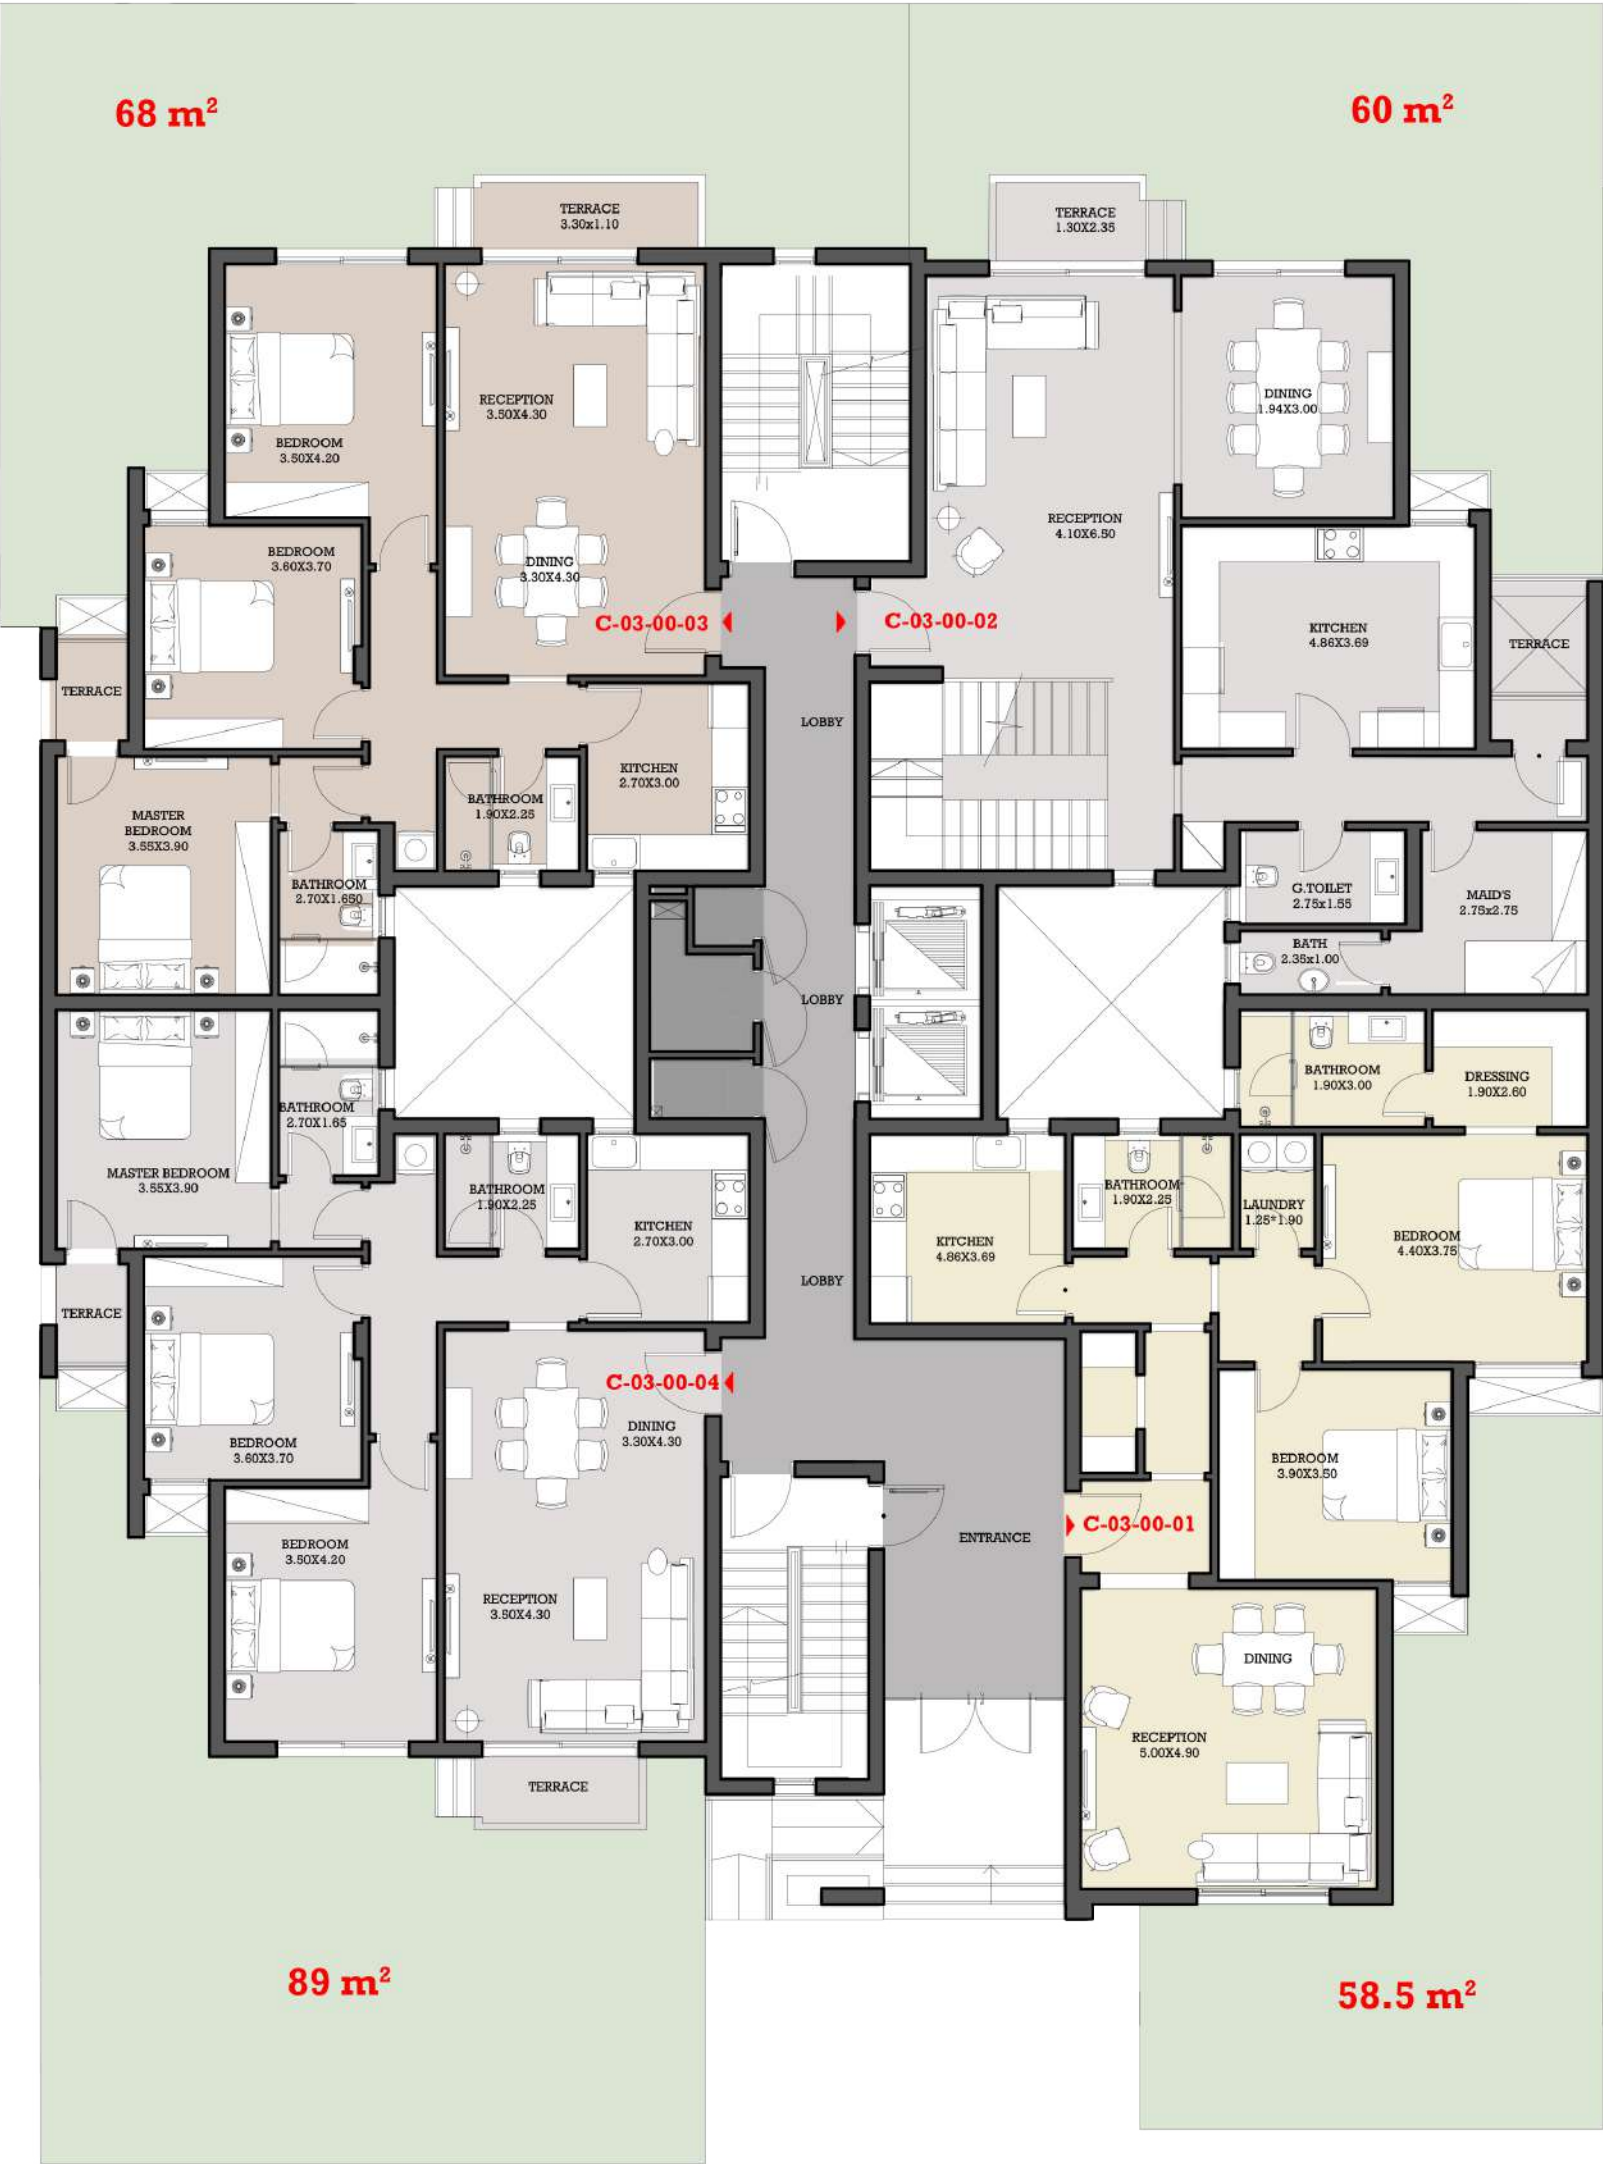 68 m²
60 m²
TERRACE
3.30x1.10
TERRACE
1.30X2.35
BEDROOM
3.50X4.20
RECEPTION
3.50X4.30
DINING
1.94X3.00
RECEPTION
4.10X6.50
BEDROOM
3.60X3.70
DINING
3.30X4.30
C-03-00-03
C-03-00-02
KITCHEN
4.86X3.69
TERRACE
TERRACE
LOBBY
KITCHEN
2.70X3.00
BATHROOM
1.90X2.25
MASTER
BEDROOM
3.55X3.90
BATHROOM
2.70X1.650
G.TOILET
2.75x1.55
MAID'S
2.75x2.75
BATH
2.35x1.00
LOBBY
BATHROOM
1.90X3.00
DRESSING
1.90X2.60
BATHROOM
2.70X1.65
MASTER BEDROOM
3.55X3.90
BATHROOM
1.90X2.25
KITCHEN
2.70X3.00
BATHROOM
1.90X2.25
LAUNDRY
1.25*1.90
KITCHEN
4.86X3.69
BEDROOM
4.40X3.75
LOBBY
TERRACE
C-03-00-04
DINING
3.30X4.30
BEDROOM
3.60X3.70
BEDROOM
3.90X3.50
C-03-00-01
ENTRANCE
BEDROOM
3.50X4.20
RECEPTION
3.50X4.30
DINING
RECEPTION
5.00X4.90
TERRACE
89 m²
58.5 m²